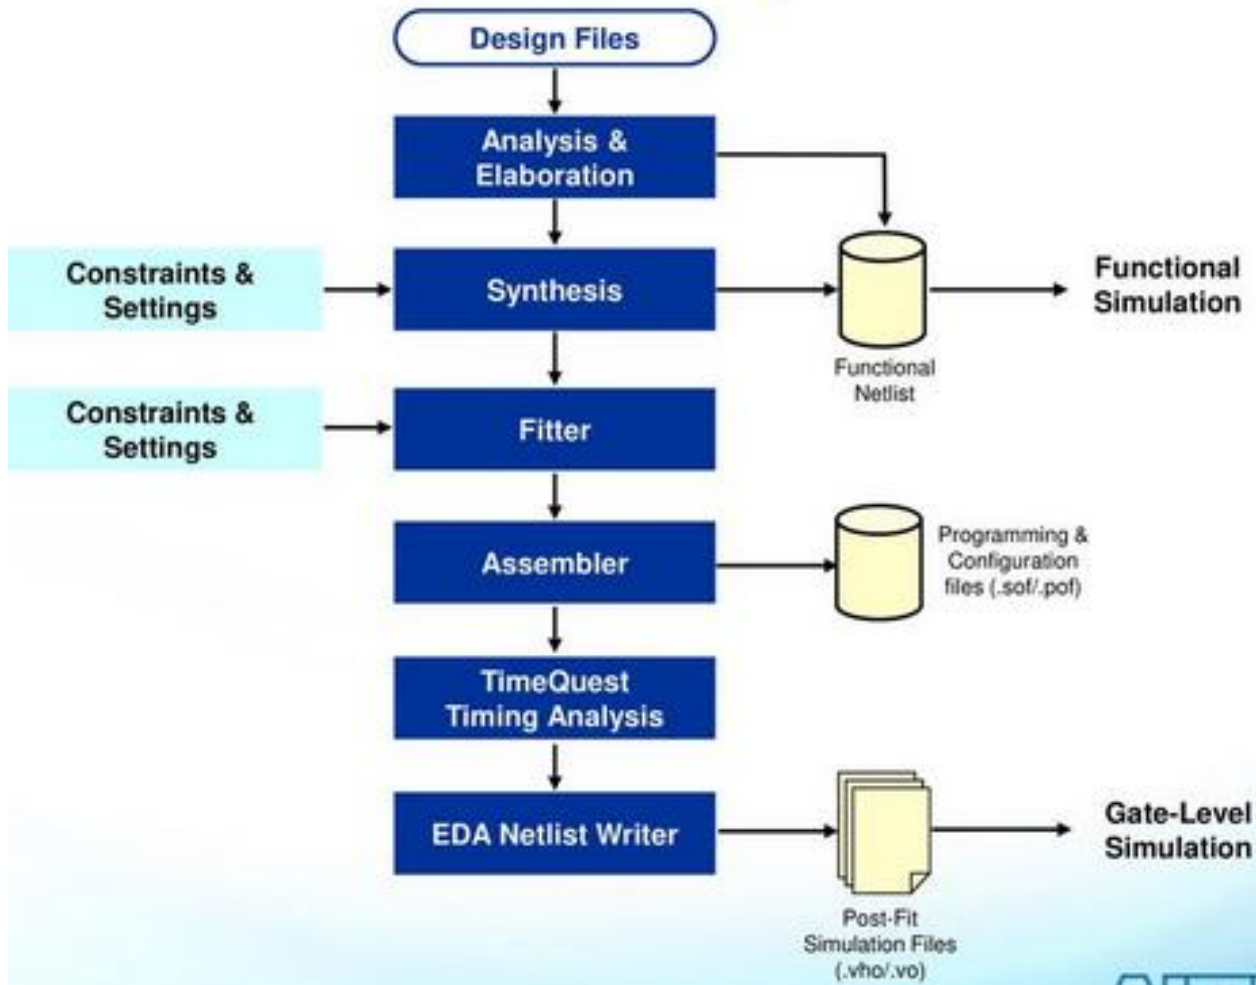 Design Files
Analysis &
Elaboration
Constraints &
Settings
Synthesis
Functional
Netlist
Functional
Simulation
Constraints &
Settings
Fitter
Assembler
Programming &
Configuration
files (.sof/.pof)
TimeQuest
Timing Analysis
EDA Netlist Writer
Post-Fit
Simulation Files
(.vho/.vo)
Gate-Level
Simulation